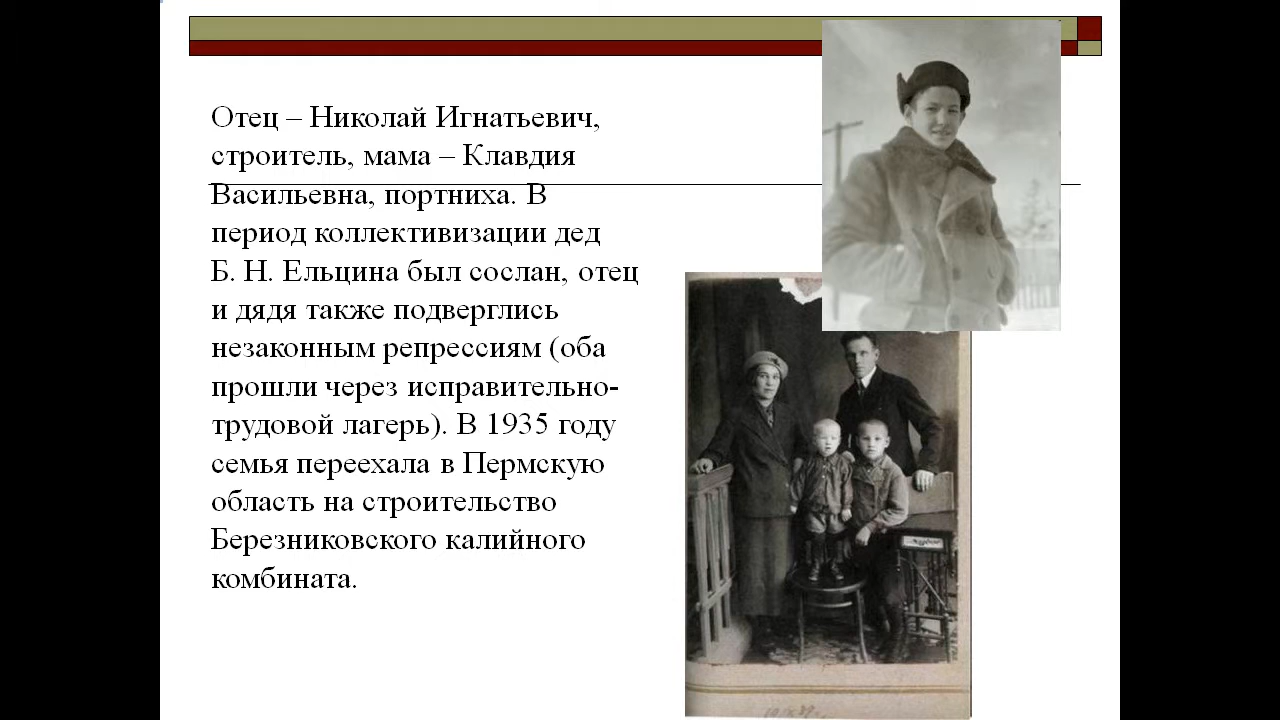 Отец – Николай Игнатьевич,
строитель, мама – Клавдия
Васильевна, портниха. В
период коллективизации дед
Б. Н. Ельцина был сослан, отец
и дядя также подверглись
незаконным репрессиям (оба
прошли через исправительно-
трудовой лагерь). В 1935 году
семья переехала в Пермскую
область на строительство
Березниковского калийного
комбината.